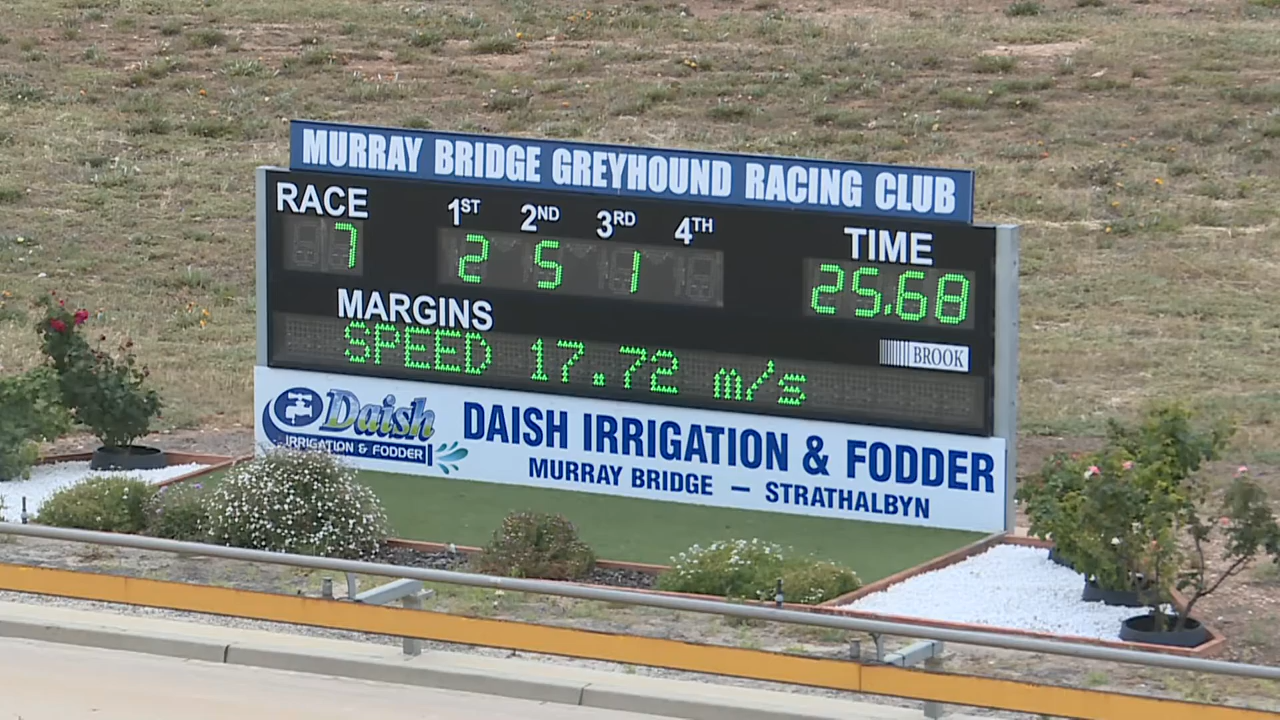 MURRAY BRIDGE GREYHOUND RACING CLUB
RACE 1ST 2ND 3RD 4TH TIME
7 2 5 1 25.68
MARGINS
SPEED 17.72 m/s
BROOK
Daish
IRRIGATION & FODDER
DAISH IRRIGATION & FODDER
MURRAY BRIDGE — STRATHALBYN